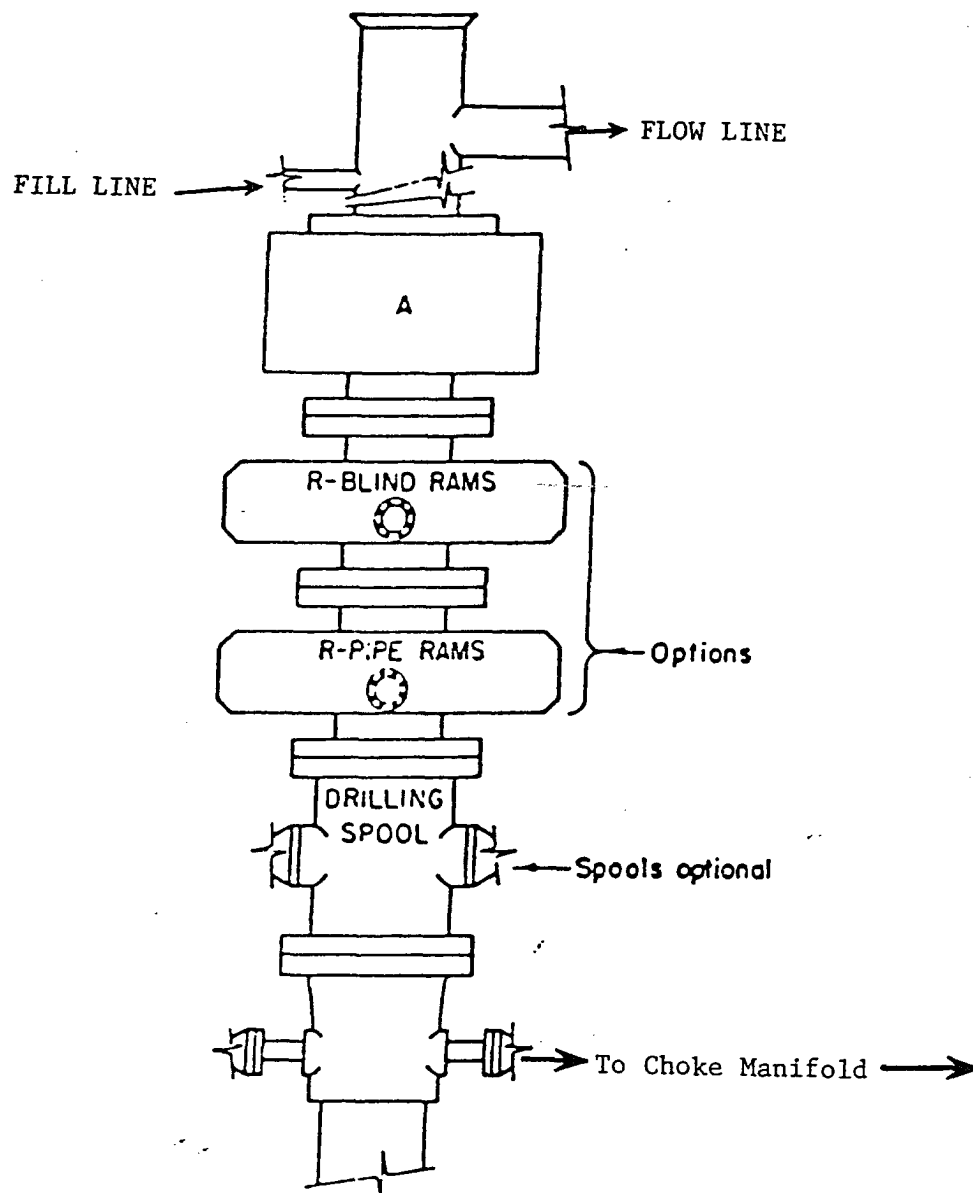 FLOW LINE
FILL LINE
A
R-BLIND RAMS
R-PIPE RAMS
Options
DRILLING
SPOOL
Spools optional
To Choke Manifold